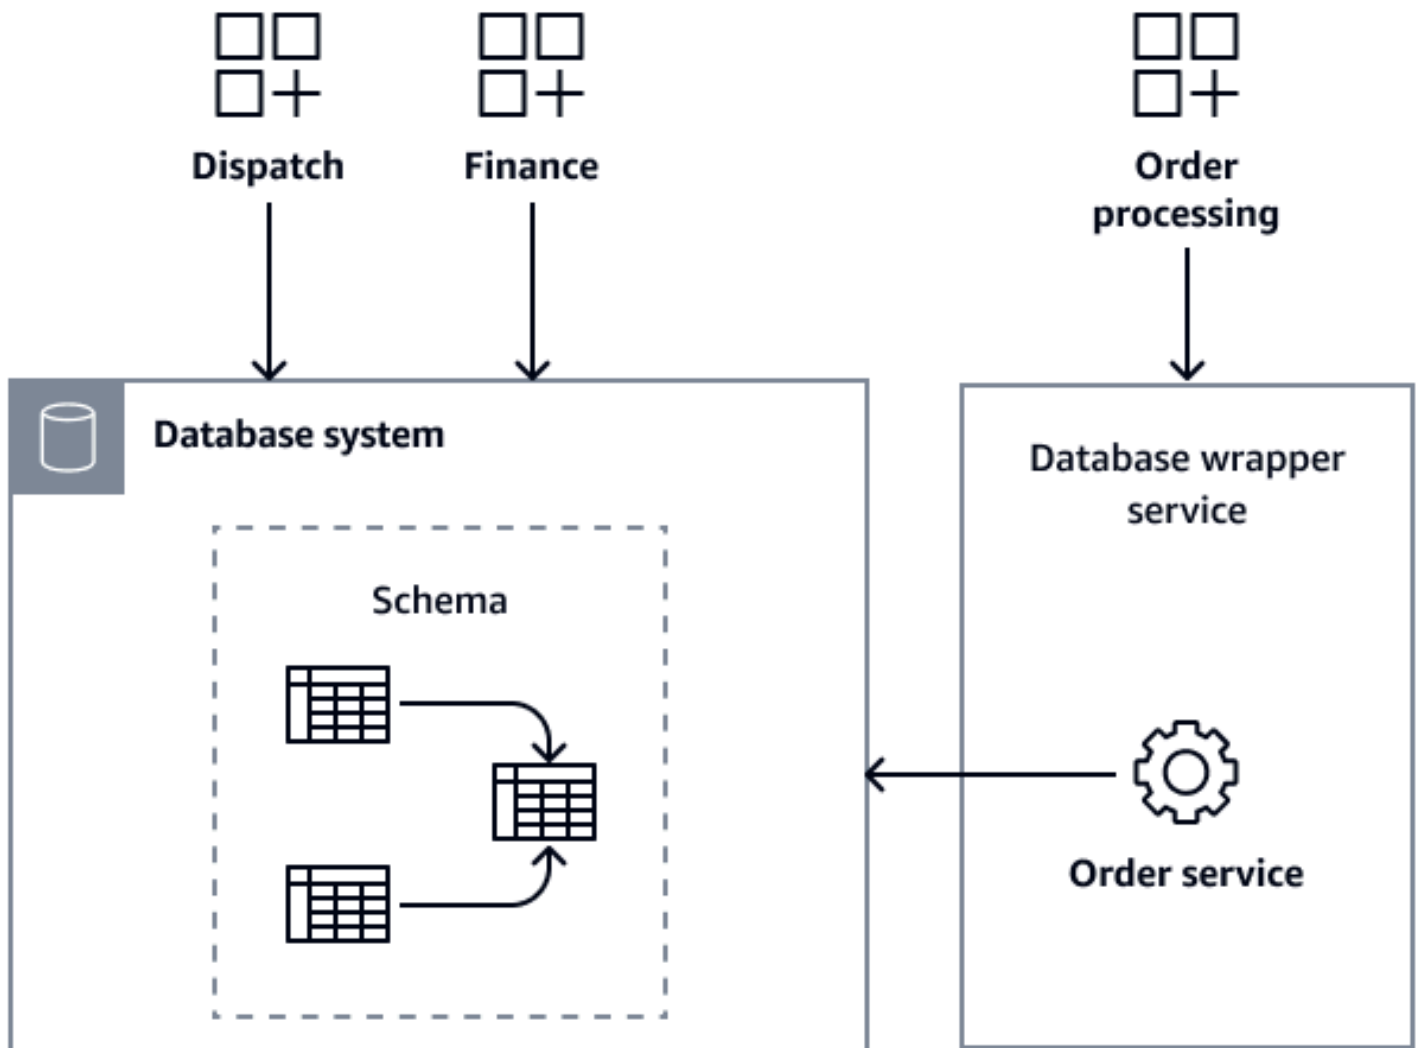 Dispatch
Finance
Order
processing
Database system
Database wrapper
service
Schema
Order service